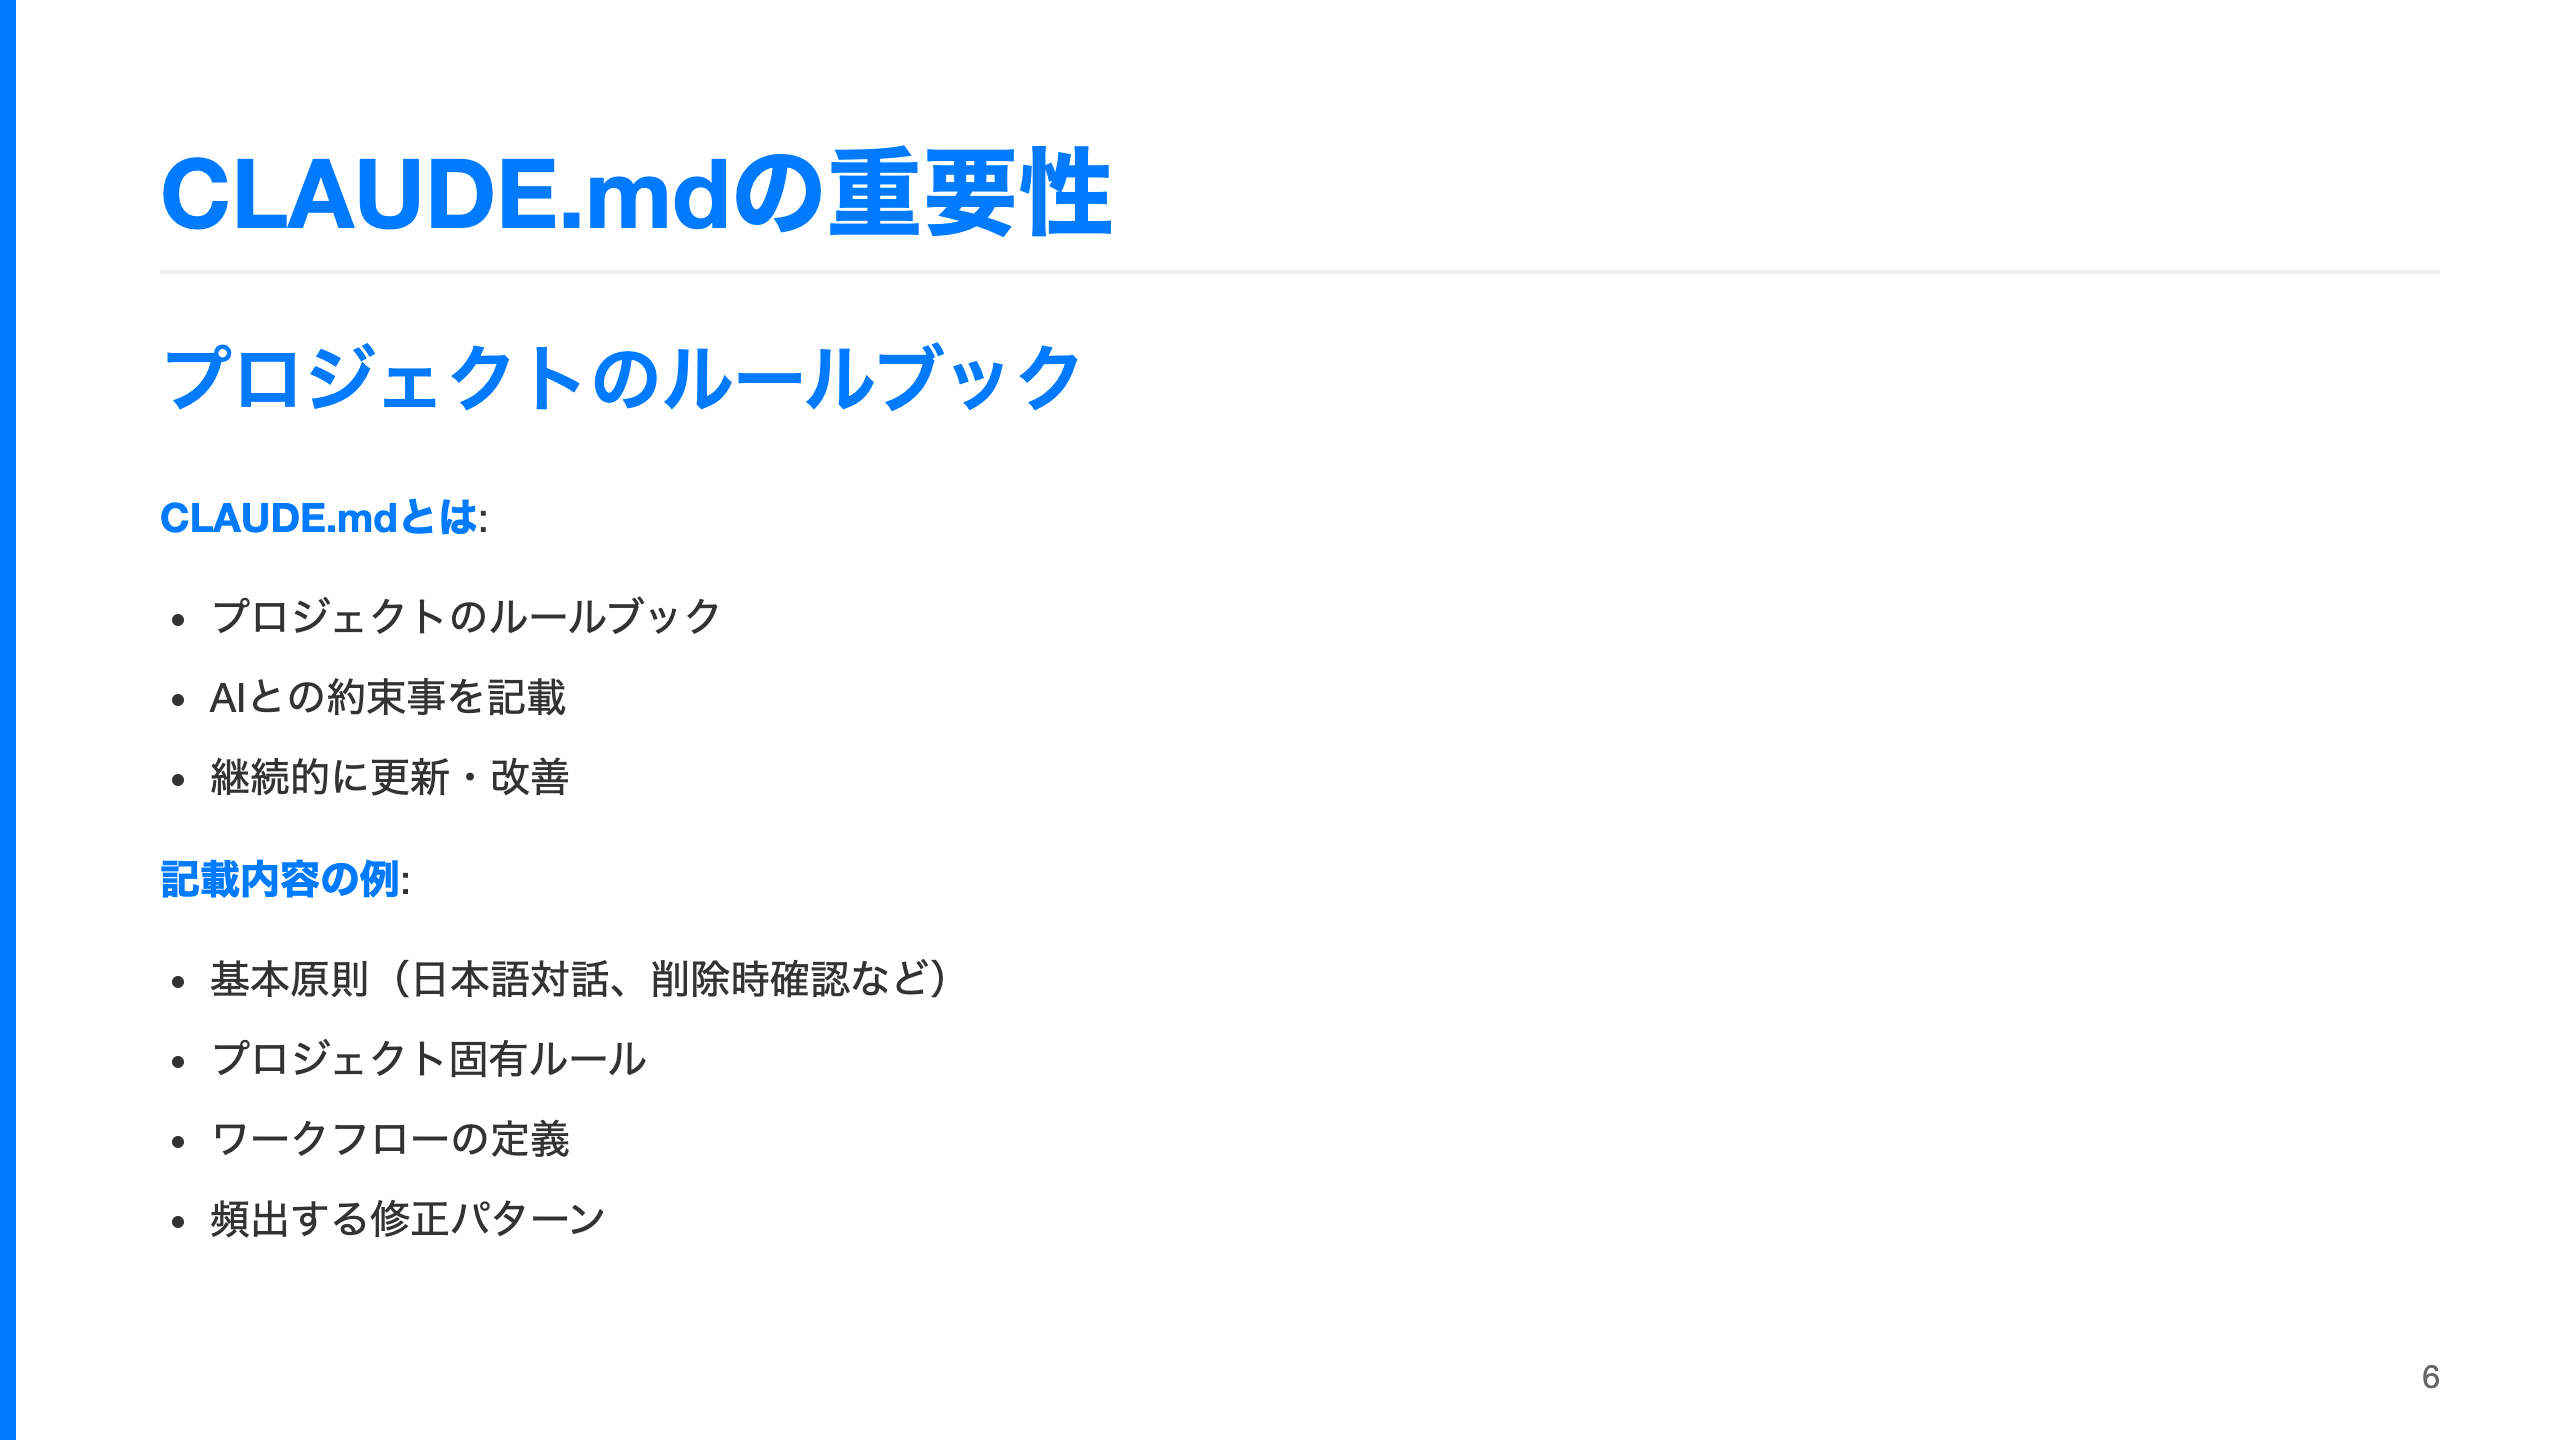 CLAUDE.mdの重要性
プロジェクトのルールブック
CLAUDE.mdとは:
• プロジェクトのルールブック
• AIとの約束事を記載
• 継続的に更新・改善
記載内容の例:
• 基本原則（日本語対話、削除時確認など）
• プロジェクト固有ルール
• ワークフローの定義
• 頻出する修正パターン
6